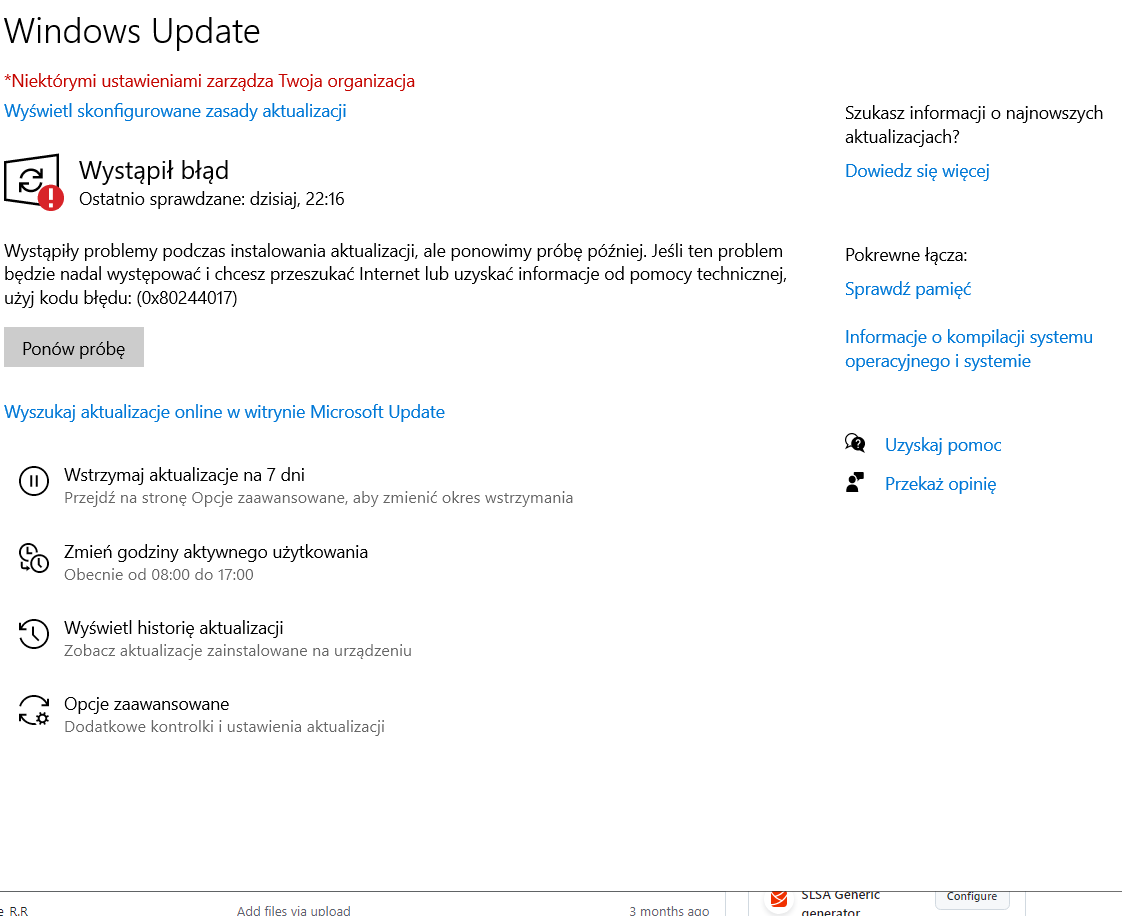 Windows Update
*Niektórymi ustawieniami zarządza Twoja organizacja
Wyświetl skonfigurowane zasady aktualizacji
Wystąpił błąd
Ostatnio sprawdzane: dzisiaj, 22:16
Wystąpiły problemy podczas instalowania aktualizacji, ale ponowimy próbę później. Jeśli ten problem
będzie nadal występować i chcesz przeszukać Internet lub uzyskać informacje od pomocy technicznej,
użyj kodu błędu: (0x80244017)
Ponów próbę
Wyszukaj aktualizacje online w witrynie Microsoft Update
Wstrzymaj aktualizacje na 7 dni
Przejdź na stronę Opcje zaawansowane, aby zmienić okres wstrzymania
Zmień godziny aktywnego użytkowania
Obecnie od 08:00 do 17:00
Wyświetl historię aktualizacji
Zobacz aktualizacje zainstalowane na urządzeniu
Opcje zaawansowane
Dodatkowe kontrolki i ustawienia aktualizacji
Szukasz informacji o najnowszych
aktualizacjach?
Dowiedz się więcej
Pokrewne łącza:
Sprawdź pamięć
Informacje o kompilacji systemu
operacyjnego i systemie
Uzyskaj pomoc
Przekaż opinię
e R.R
Add files via upload
3 months ago
SLSA Generic
generator
Configure